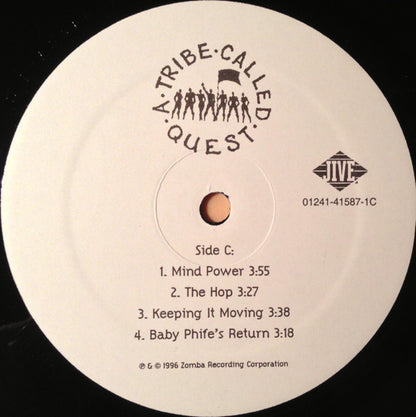 A·TRIBE·CALLED
QUEST·
JIVE
01241-41587-1C
Side C:
1. Mind Power 3:55
2. The Hop 3:27
3. Keeping It Moving 3:38
4. Baby Phife's Return 3:18
℗ & © 1996 Zomba Recording Corporation